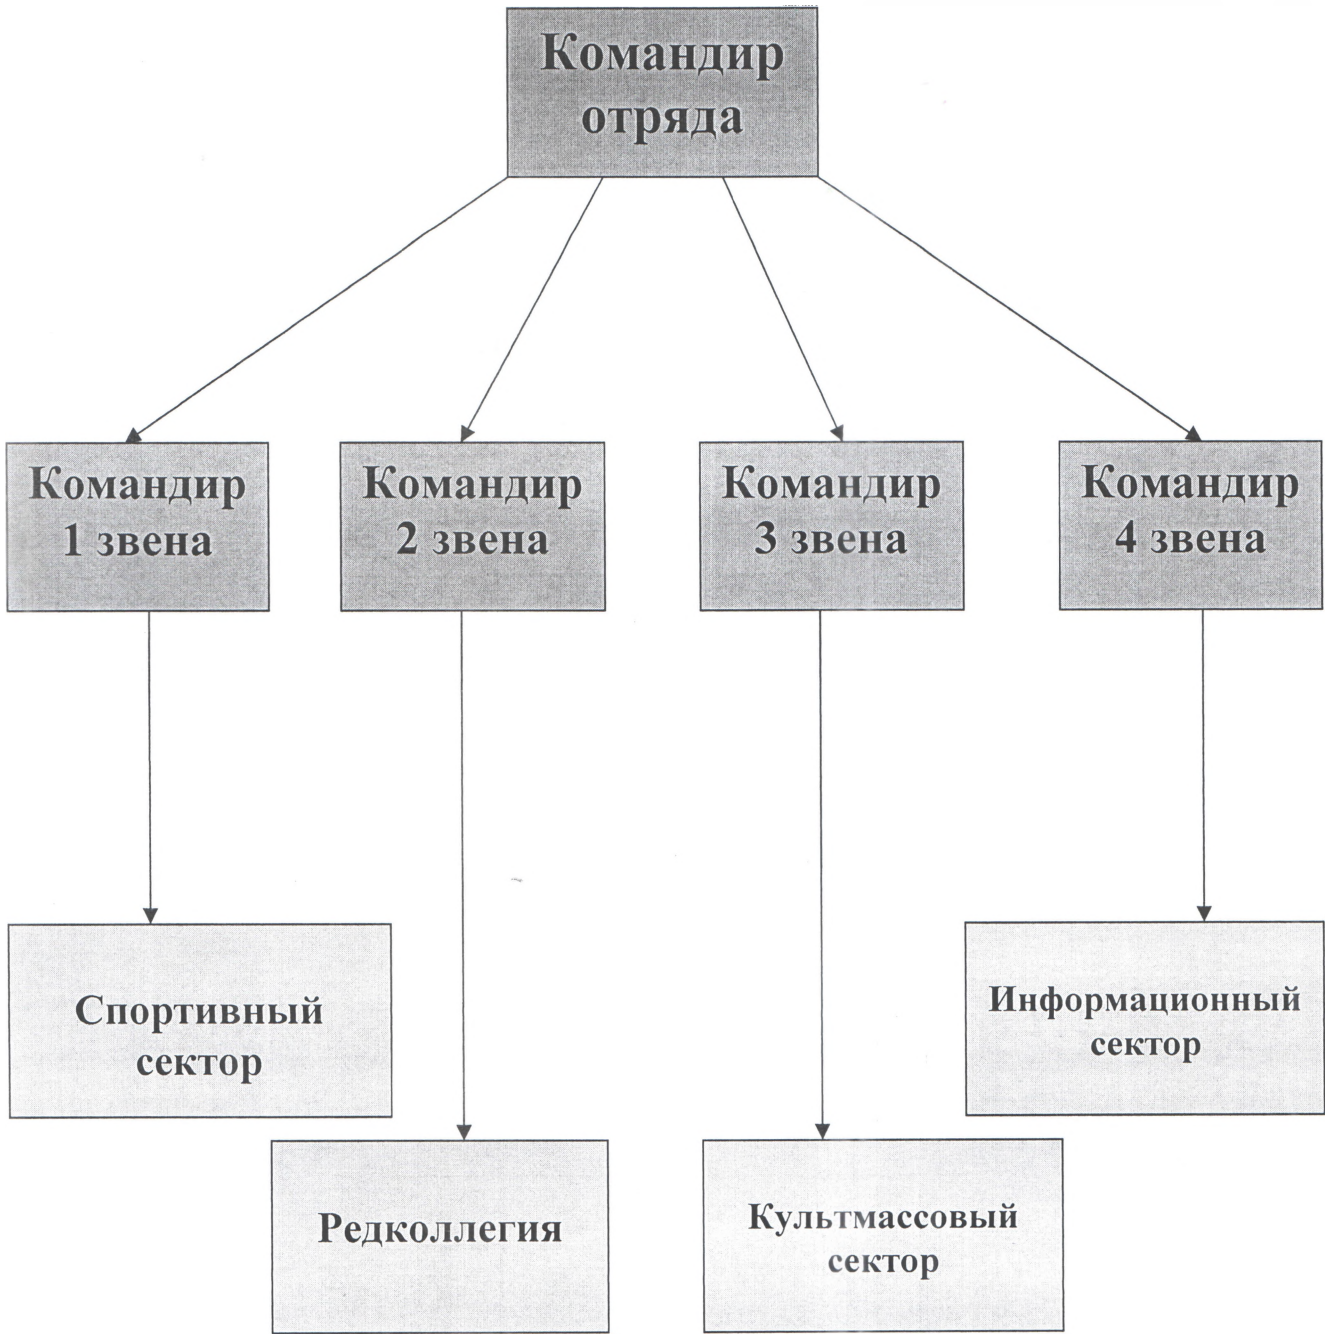 Командир
отряда
Командир
1 звена
Командир
2 звена
Командир
3 звена
Командир
4 звена
Спортивный
сектор
Информационный
сектор
Редколлегия
Культмассовый
сектор